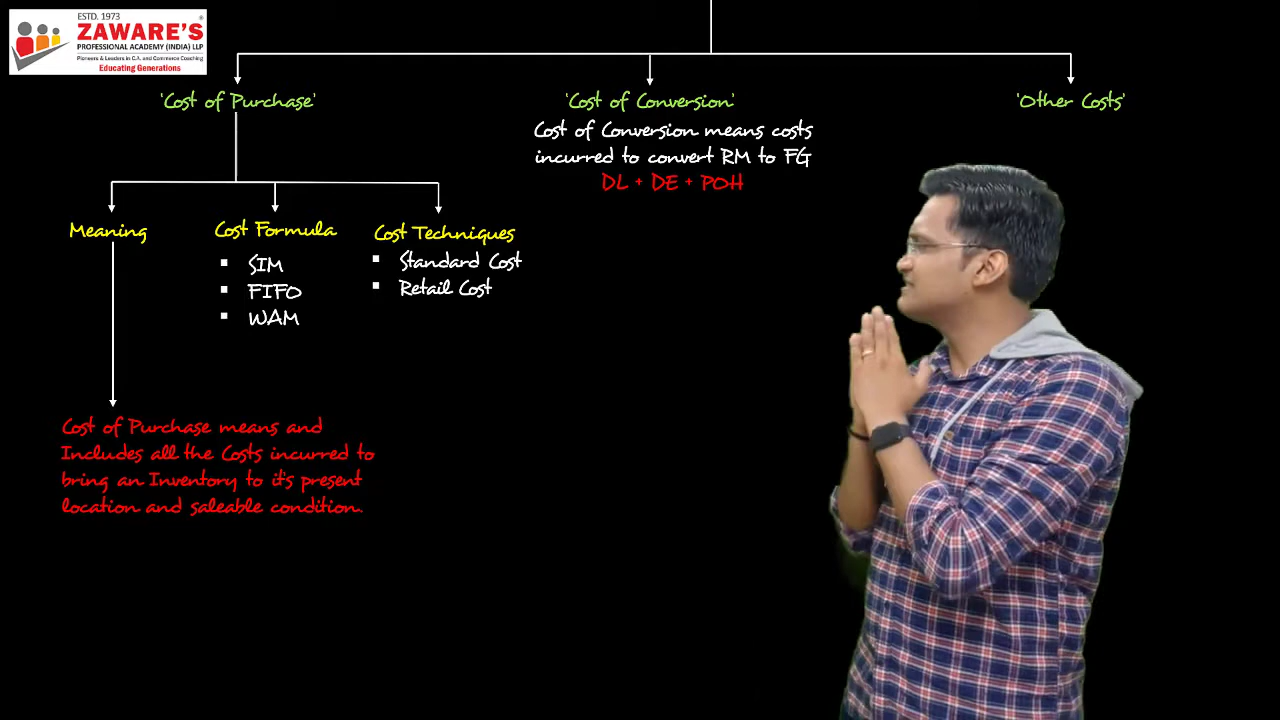 ESTD. 1973
ZAWARE'S
PROFESSIONAL ACADEMY (INDIA) LLP
Pioneers & Leaders in C.A. and Commerce Coaching
Educating Generations
'Cost of Purchase'
'Cost of Conversion'
'Other Costs'
Cost of Conversion means costs
incurred to convert RM to FG
DL + DE + POH
Meaning
Cost Formula
▪ SIM
▪ FIFO
▪ WAM
Cost Techniques
▪ Standard Cost
▪ Retail Cost
Cost of Purchase means and
Includes all the Costs incurred to
bring an Inventory to it's present
location and saleable condition.